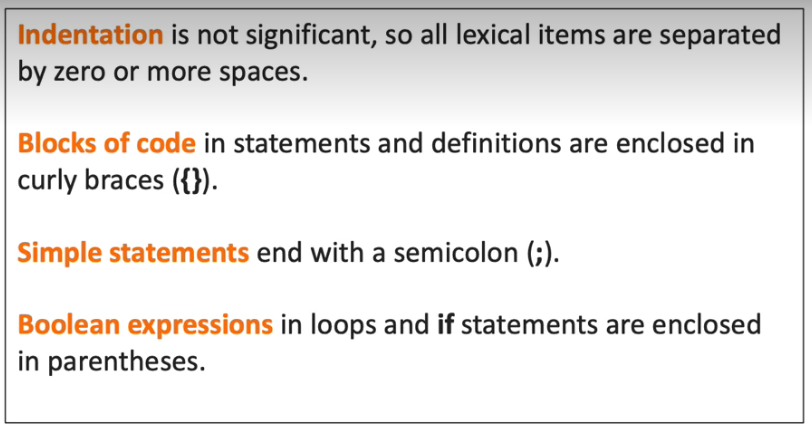 Indentation is not significant, so all lexical items are separated
by zero or more spaces.
Blocks of code in statements and definitions are enclosed in
curly braces ({}).
Simple statements end with a semicolon (;).
Boolean expressions in loops and if statements are enclosed
in parentheses.